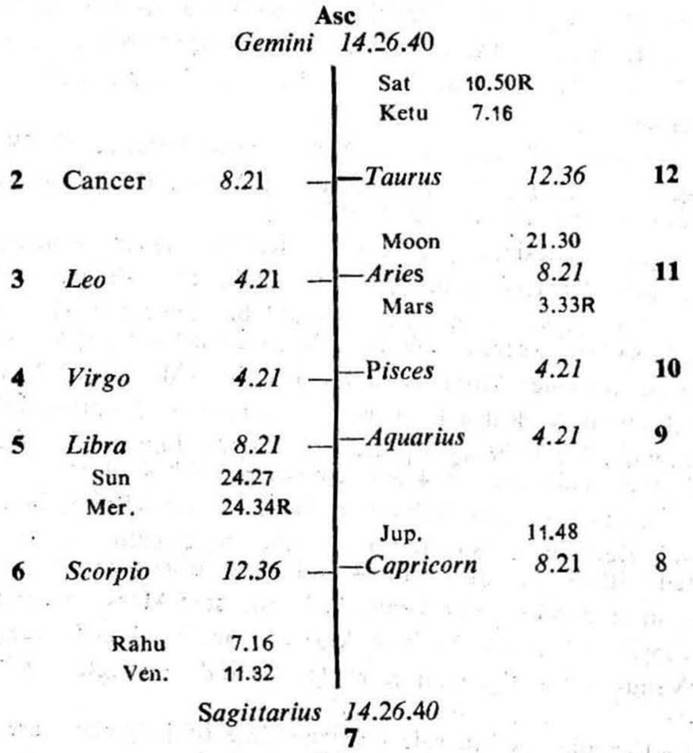 Asc
Gemini 14.26.40
Sat 10.50R
Ketu 7.16
2 Cancer 8.21 Taurus 12.36 12
Moon 21.30
3 Leo 4.21 Aries 8.21 11
Mars 3.33R
4 Virgo 4.21 Pisces 4.21 10
5 Libra 8.21 Aquarius 4.21 9
Sun 24.27
Mer. 24.34R
Jup. 11.48
6 Scorpio 12.36 Capricorn 8.21 8
Rahu 7.16
Ven. 11.32
Sagittarius 14.26.40
7